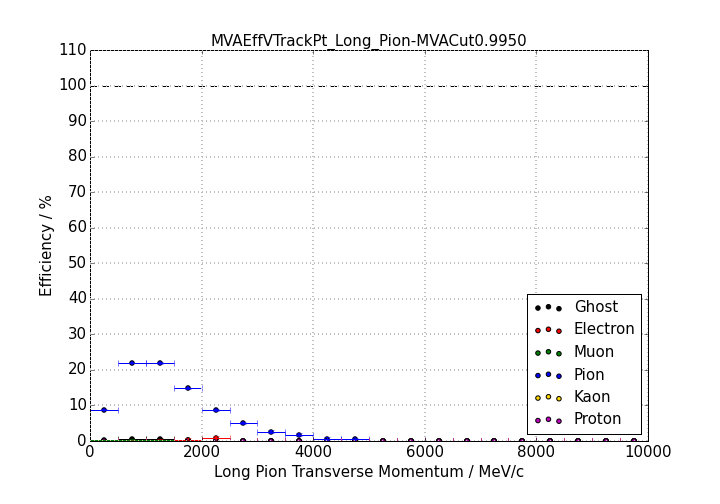 MVAEffVTrackPt_Long_Pion-MVACut0.9950
110
100
90
80
70
60
50
40
30
20
10
0
Efficiency / %
Ghost
Electron
Muon
Pion
Kaon
Proton
0 2000 4000 6000 8000 10000
Long Pion Transverse Momentum / MeV/c